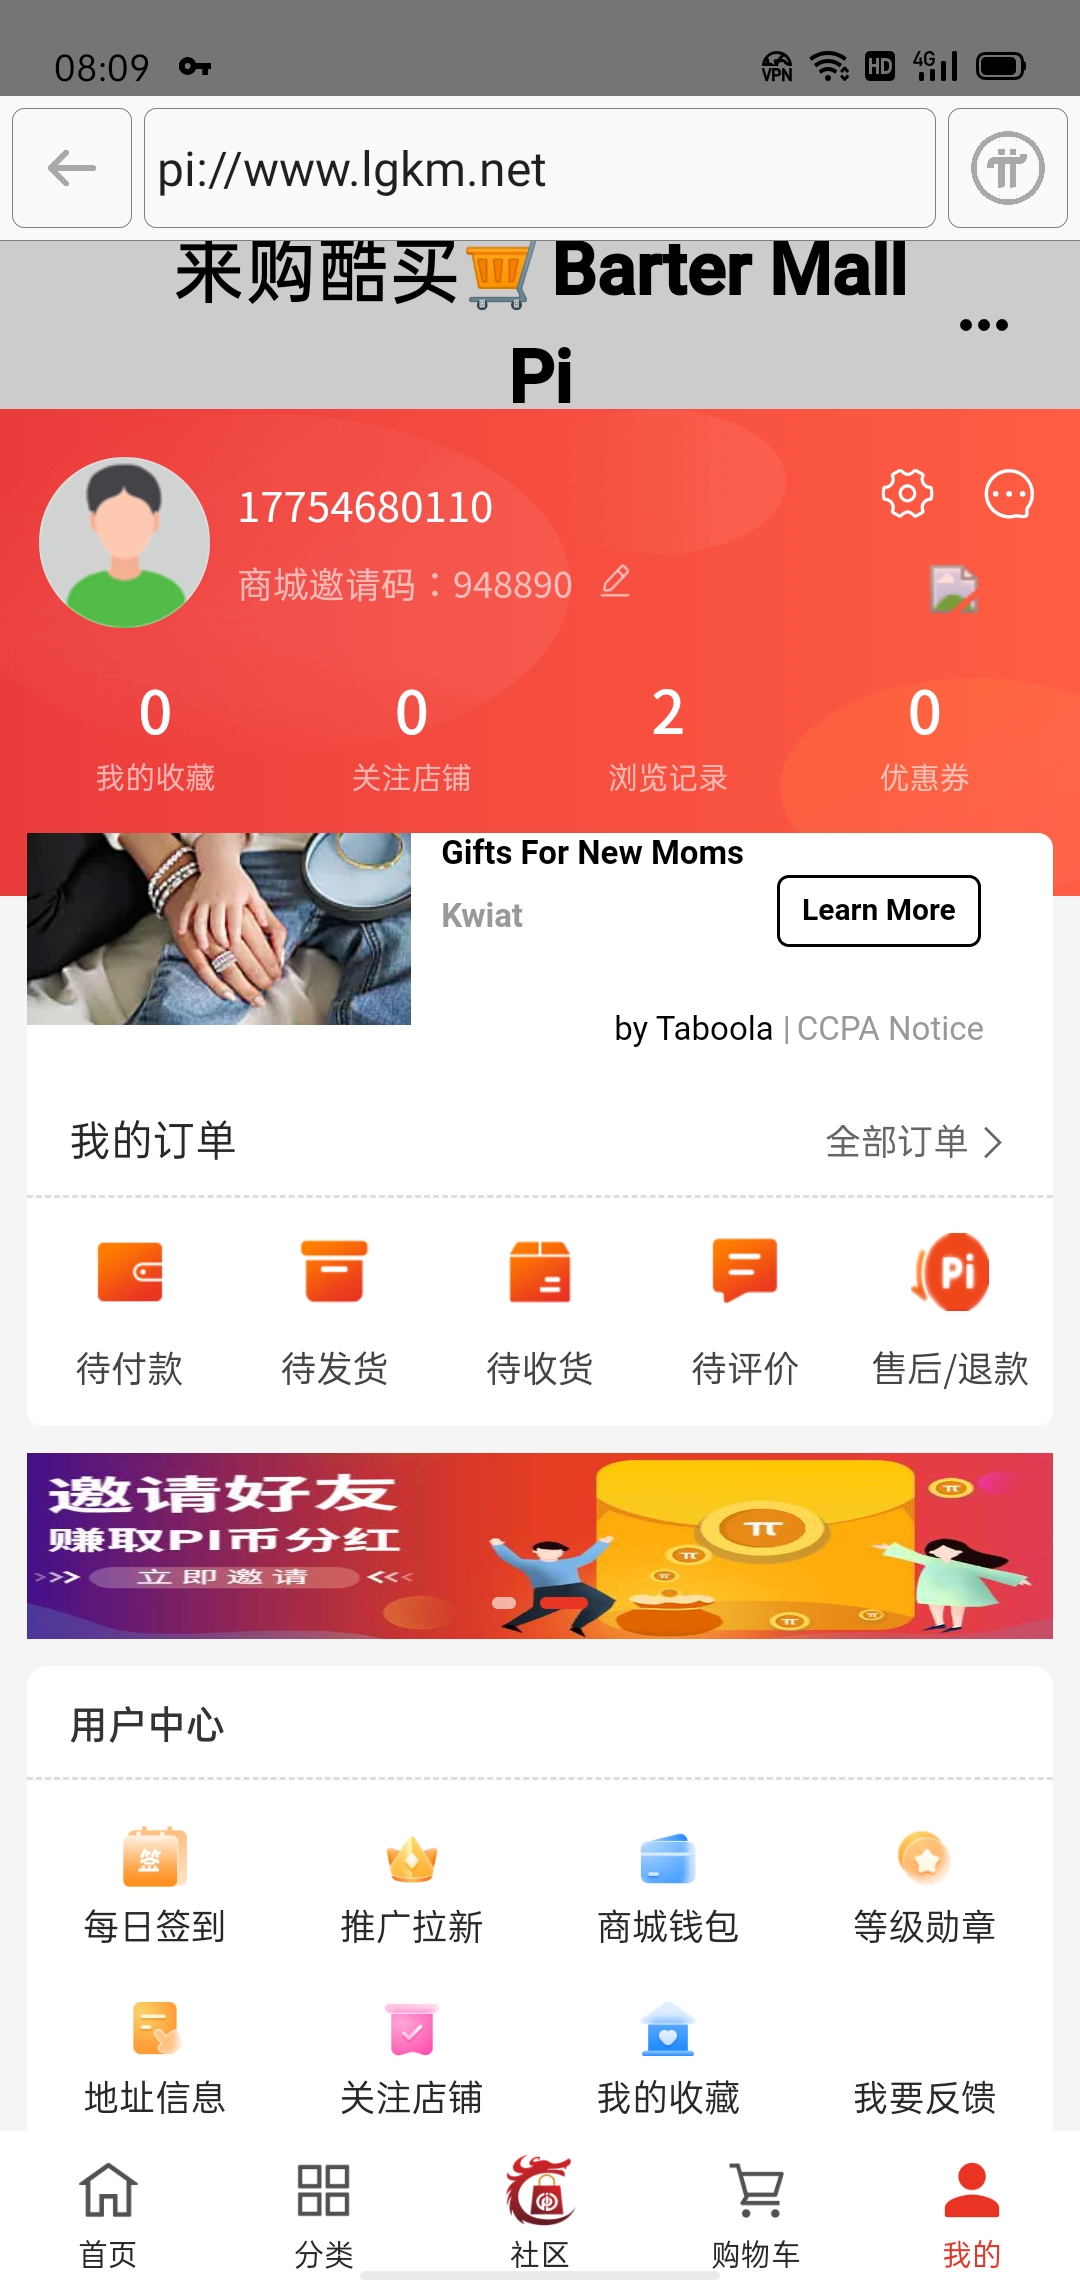 08:09
VPN HD 4G
pi://www.lgkm.net
来购酷买🛒Barter Mall
Pi
17754680110
商城邀请码：948890
0 0 2 0
我的收藏 关注店铺 浏览记录 优惠券
Gifts For New Moms
Kwiat
Learn More
by Taboola | CCPA Notice
我的订单 全部订单
Pi
待付款 待发货 待收货 待评价 售后/退款
邀请好友
赚取PI币分红
>>> 立即邀请 <<<
用户中心
签
每日签到 推广拉新 商城钱包 等级勋章
地址信息 关注店铺 我的收藏 我要反馈
首页 分类 社区 购物车 我的